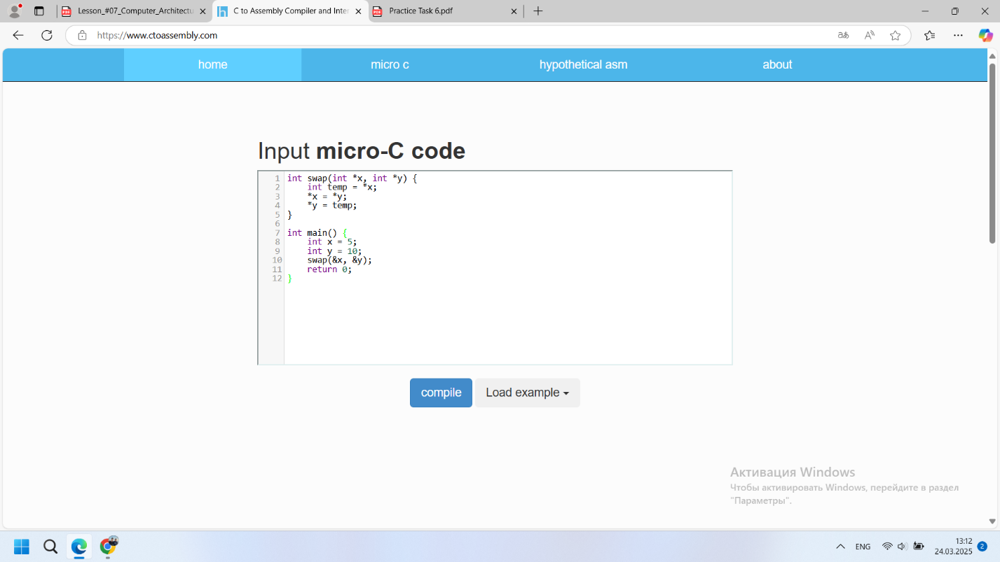 Lesson_#07_Computer_Architectu
C to Assembly Compiler and Inter
Practice Task 6.pdf
https://www.ctoassembly.com
home
micro c
hypothetical asm
about
Input micro-C code
1 int swap(int *x, int *y) {
2     int temp = *x;
3     *x = *y;
4     *y = temp;
5 }
6
7 int main() {
8     int x = 5;
9     int y = 10;
10     swap(&x, &y);
11     return 0;
12 }
compile
Load example
Активация Windows
Чтобы активировать Windows, перейдите в раздел
"Параметры".
ENG
13:12
24.03.2025
2